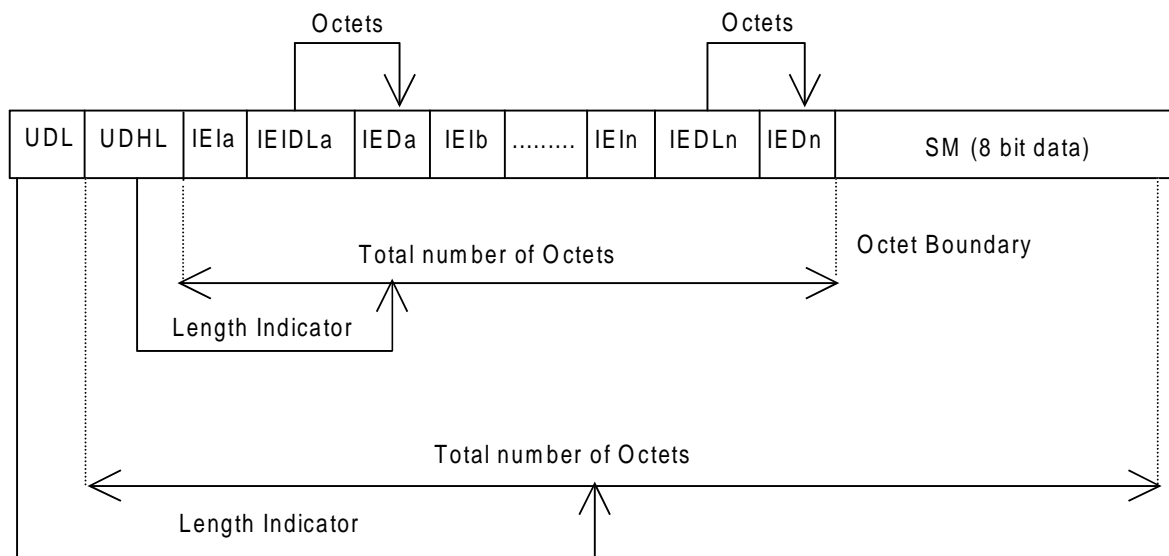 Octets Octets
UDL UDHL IEIa IEIDLa IEDa IEIb ......... IEIn IEDLn IEDn SM (8 bit data)
Total number of Octets Octet Boundary
Length Indicator
Total number of Octets
Length Indicator